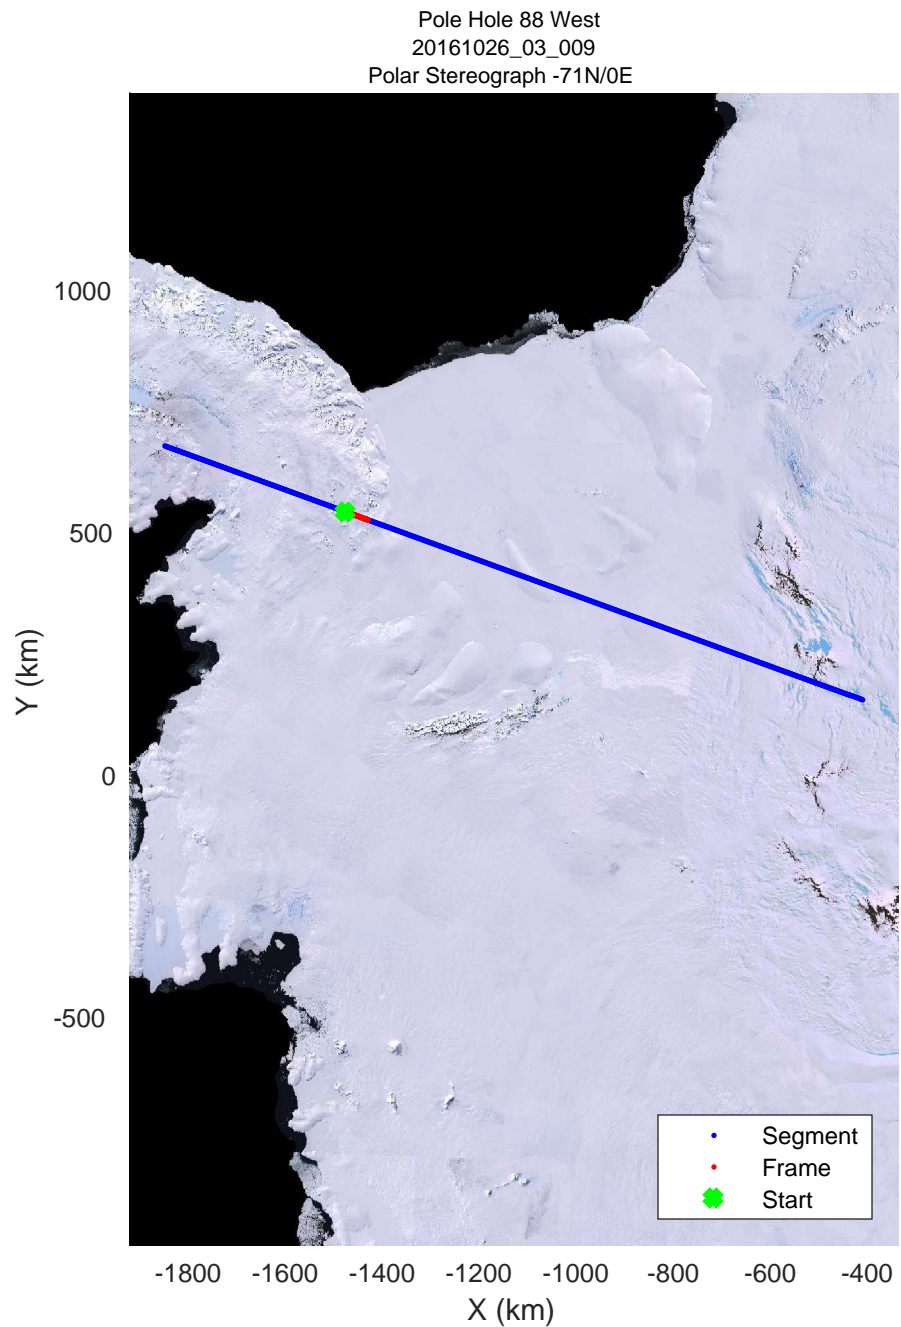 Pole Hole 88 West
20161026_03_009
Polar Stereograph -71N/0E
1000
500
0
-500
Y (km)
Segment
Frame
Start
-1800 -1600 -1400 -1200 -1000 -800 -600 -400
X (km)